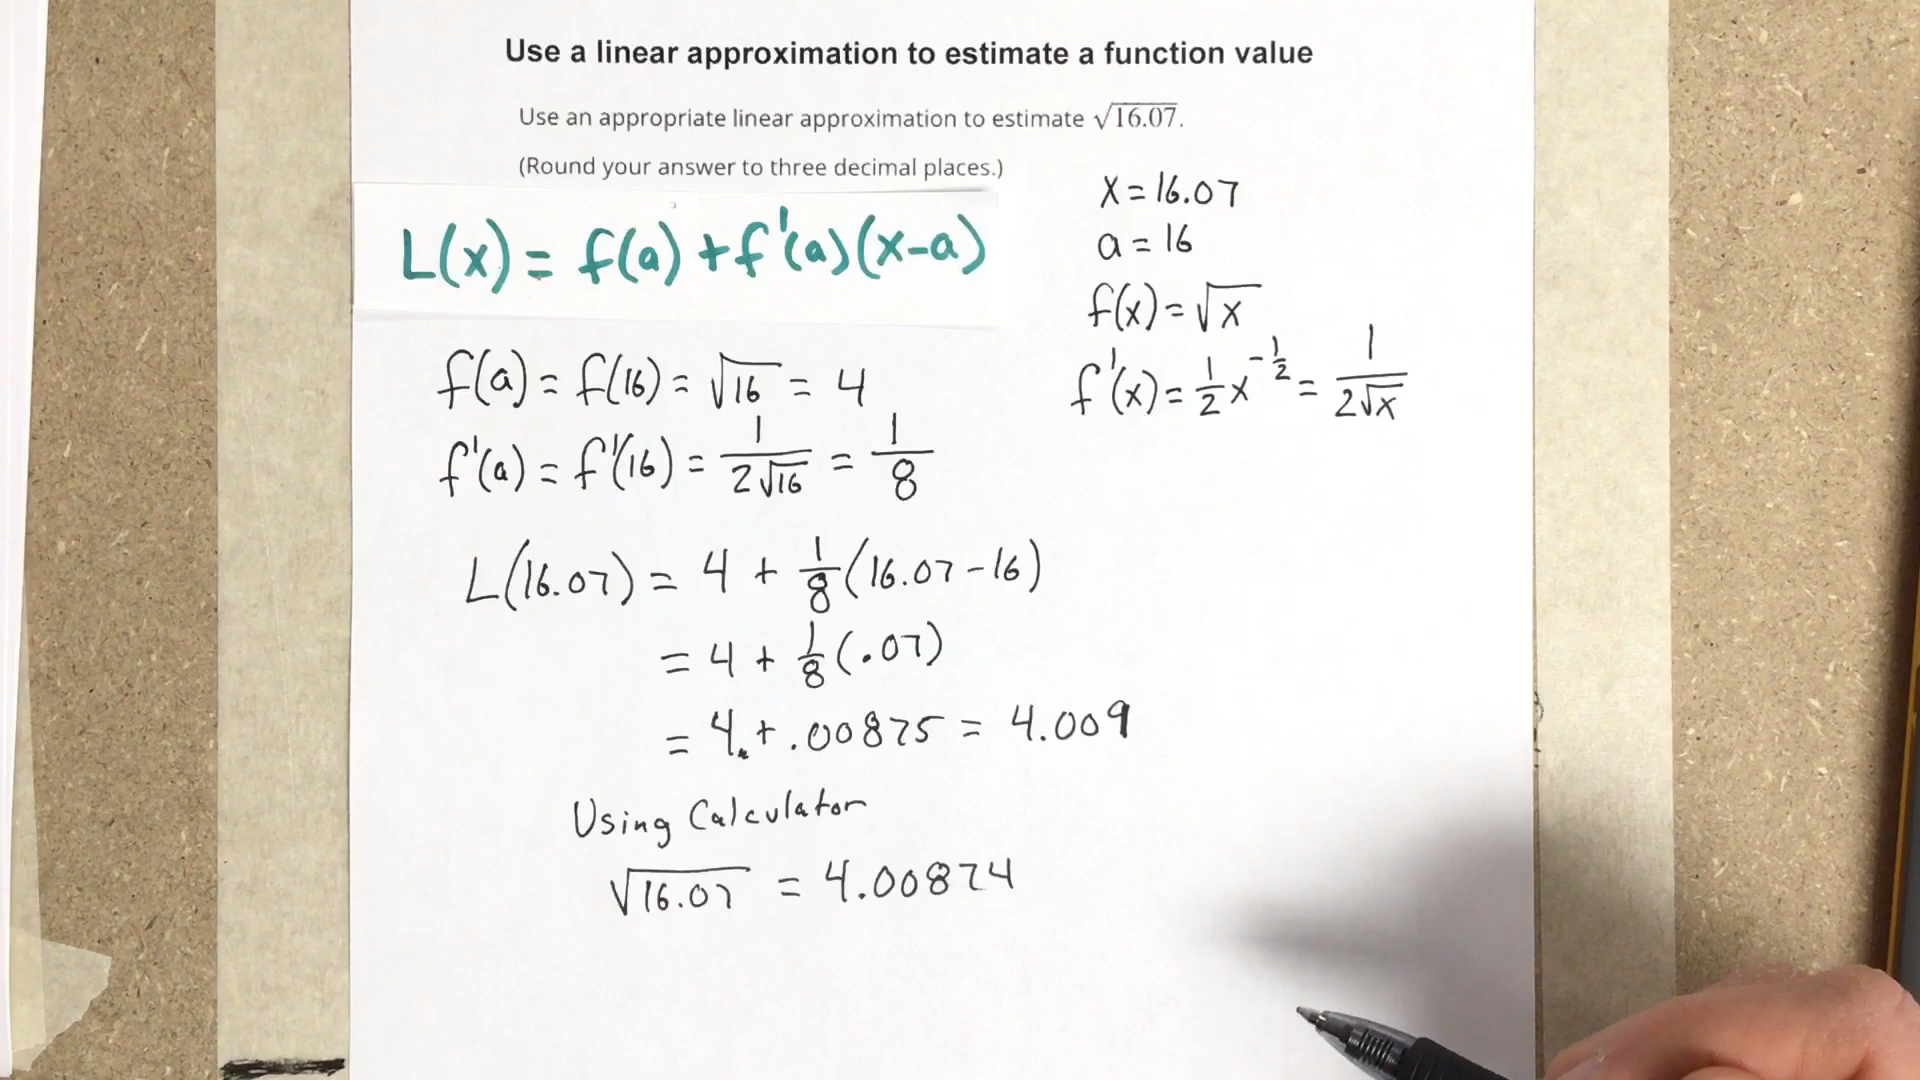 Use a linear approximation to estimate a function value
Use an appropriate linear approximation to estimate √16.07.
(Round your answer to three decimal places.)
L(x) = f(a) + f'(a)(x-a)
x = 16.07
a = 16
f(x) = √x
f'(x) = 1/2 x^-1/2 = 1/(2√x)
f(a) = f(16) = √16 = 4
f'(a) = f'(16) = 1/(2√16) = 1/8
L(16.07) = 4 + 1/8(16.07-16)
= 4 + 1/8(.07)
= 4. + .00875 = 4.009
Using Calculator
√16.07 = 4.00874